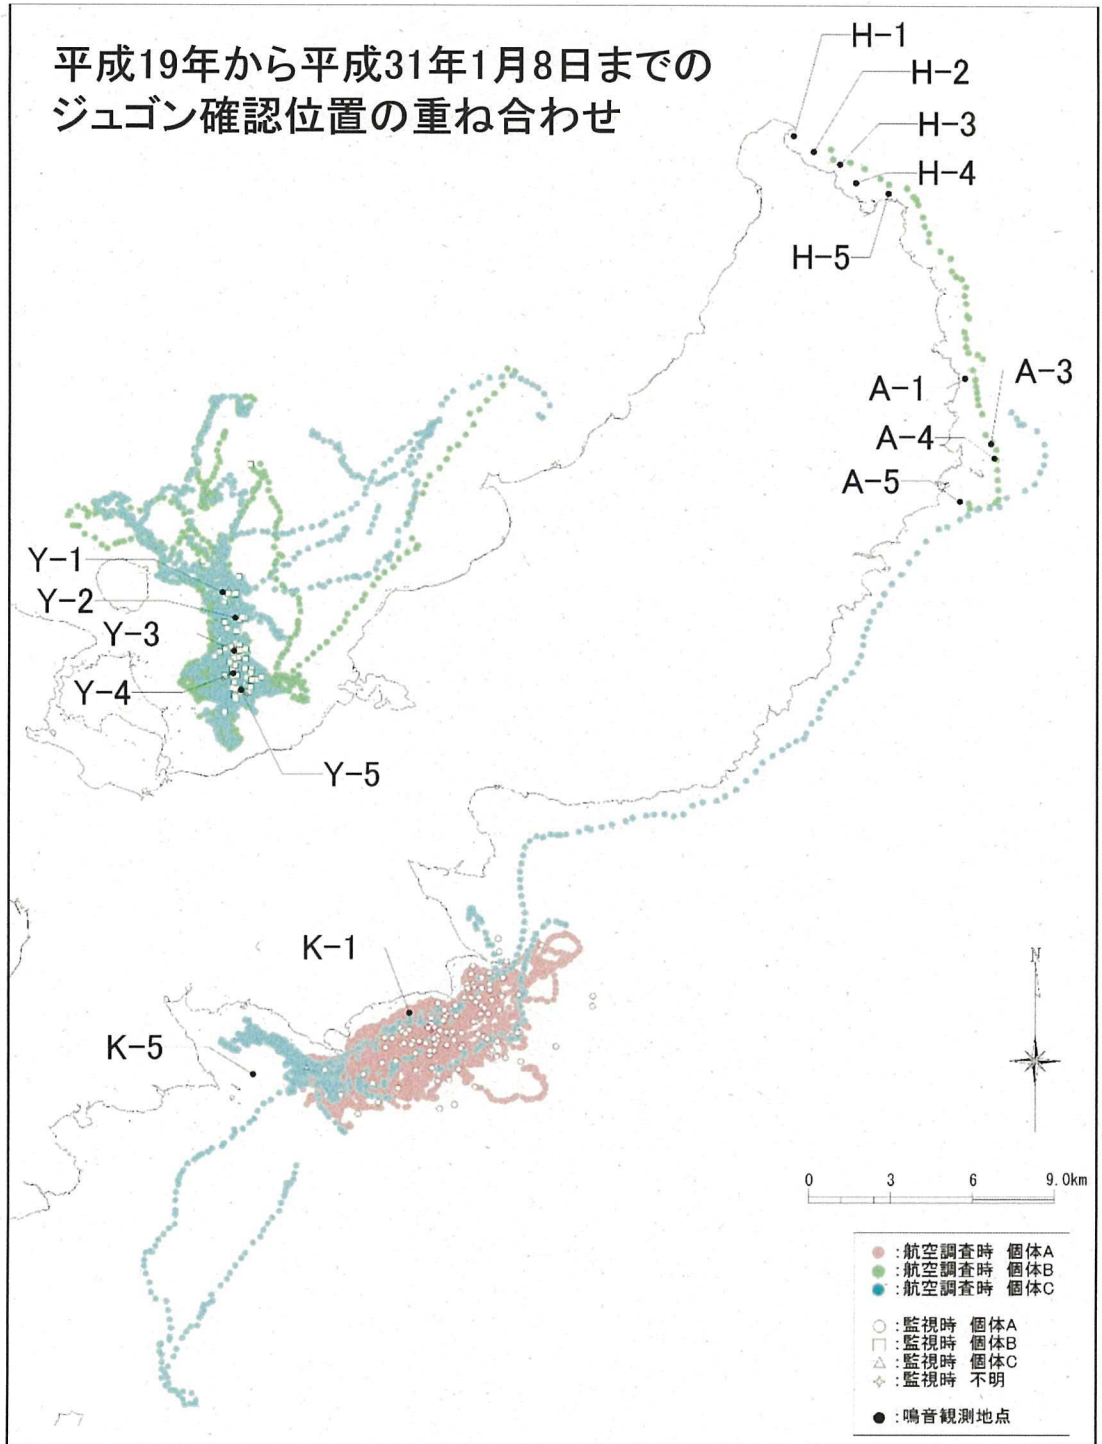 平成19年から平成31年1月8日までの
ジュゴン確認位置の重ね合わせ
H-1
H-2
H-3
H-4
H-5
A-1
A-3
A-4
A-5
Y-1
Y-2
Y-3
Y-4
Y-5
K-1
K-5
N
0 3 6 9.0km
:航空調査時 個体A
:航空調査時 個体B
:航空調査時 個体C
:監視時 個体A
:監視時 個体B
:監視時 個体C
:監視時 不明
:鳴音観測地点